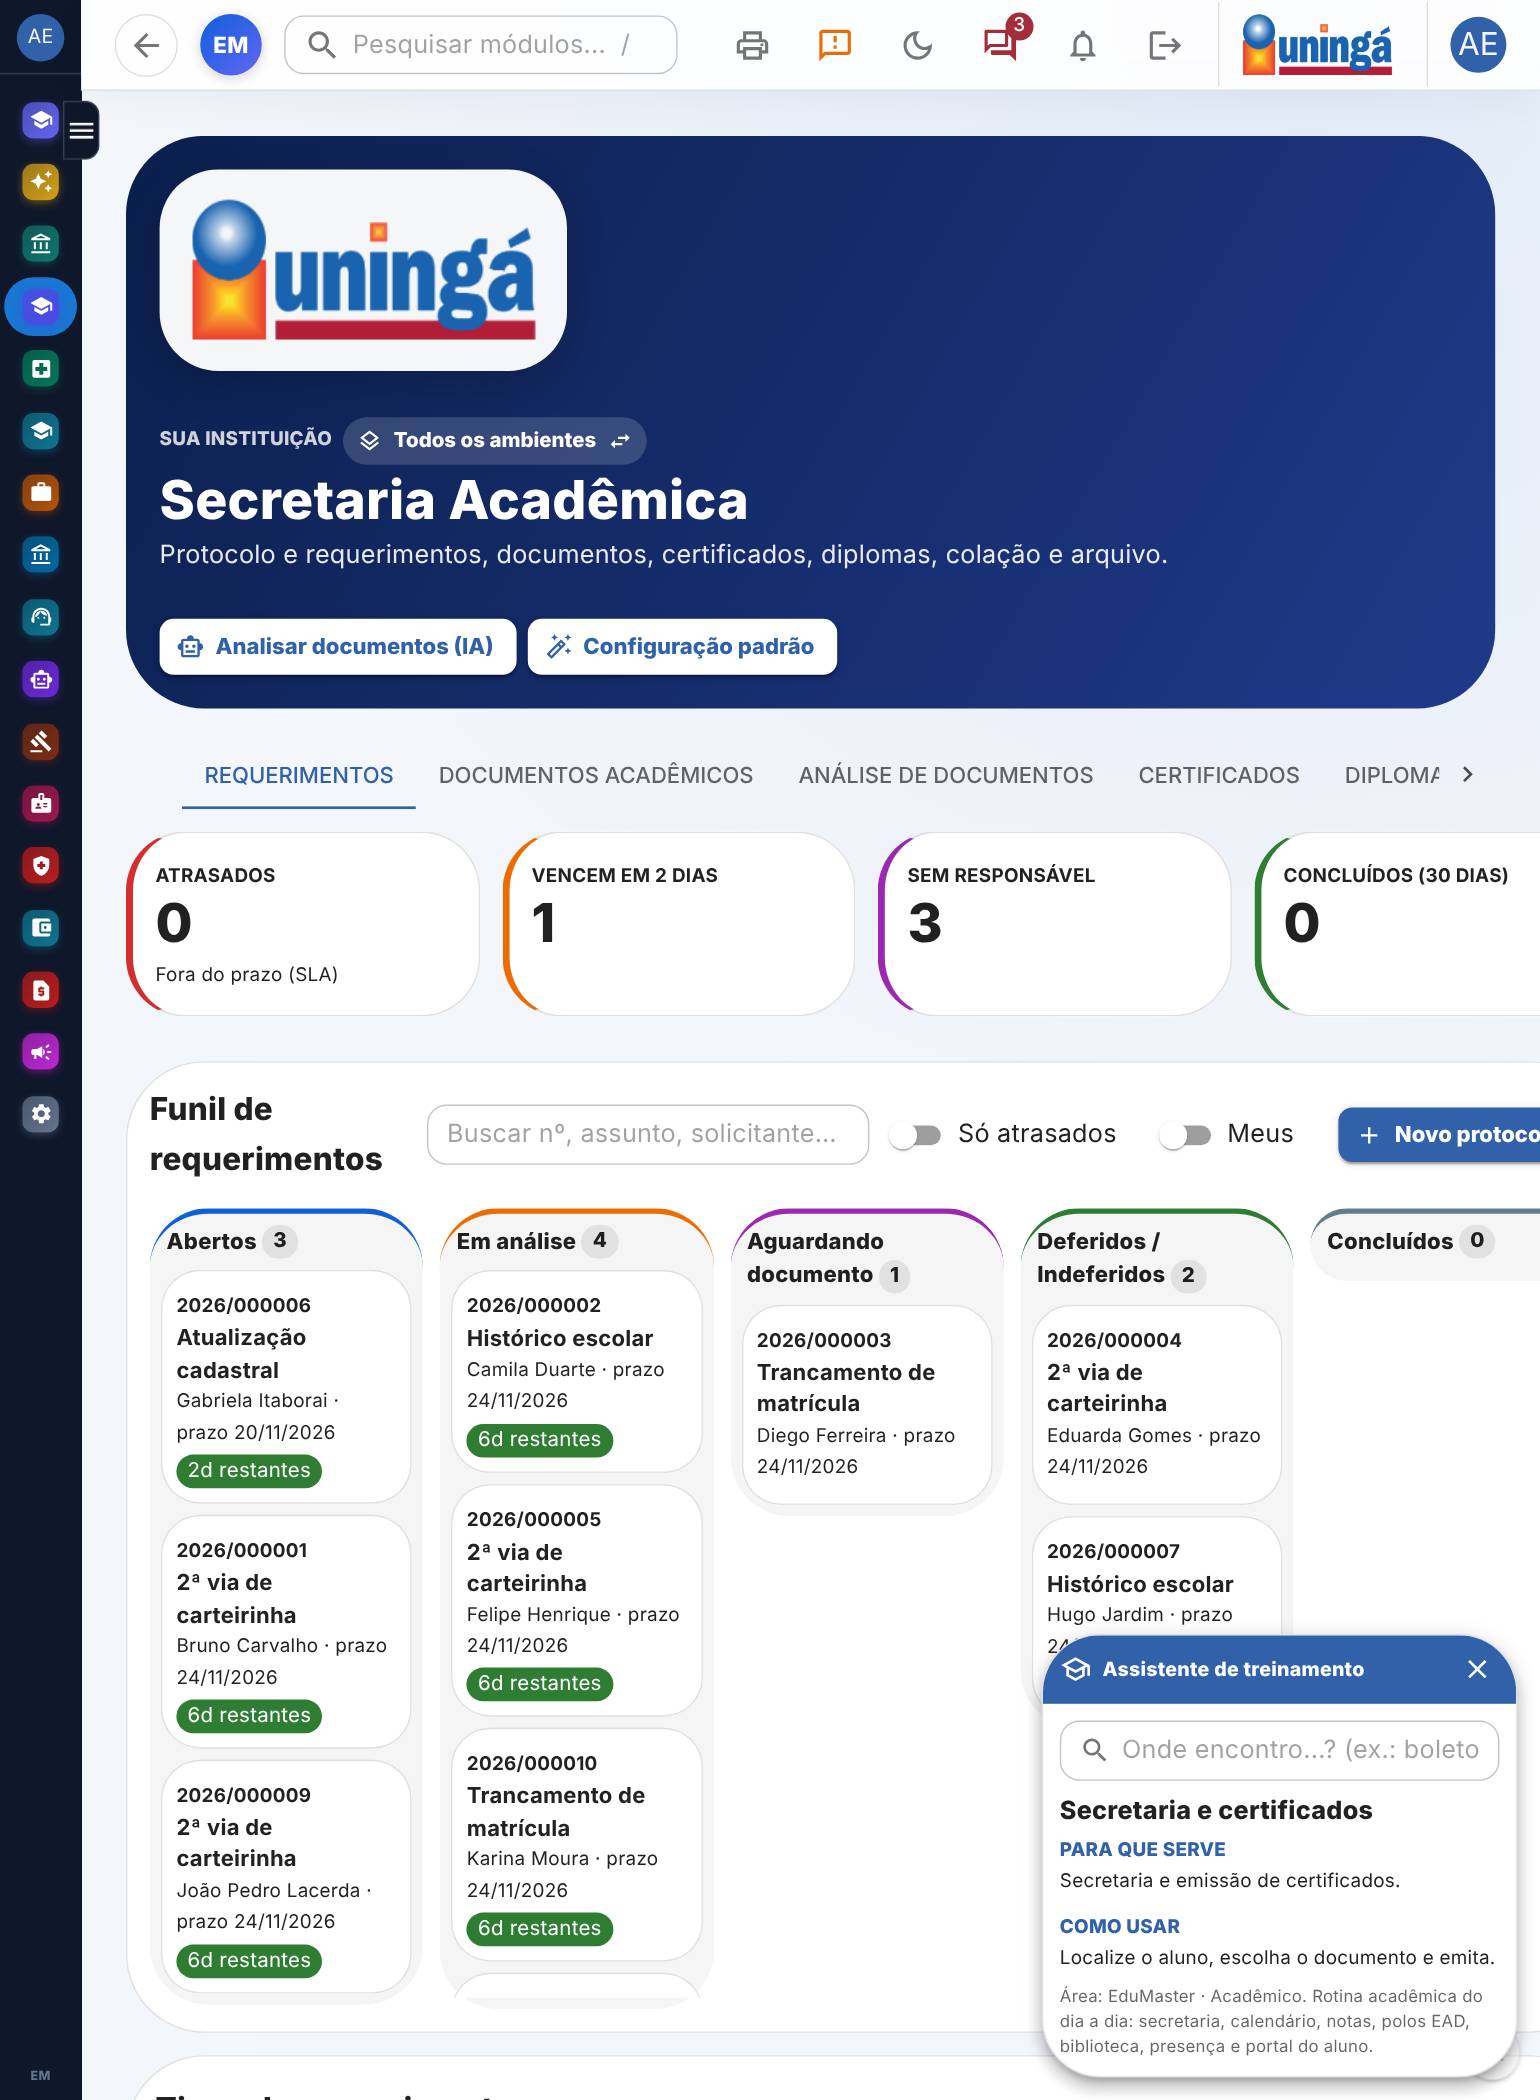 AE
EM
Pesquisar módulos... /
3
uningá
AE
uningá
SUA INSTITUIÇÃO
Todos os ambientes
Secretaria Acadêmica
Protocolo e requerimentos, documentos, certificados, diplomas, colação e arquivo.
Analisar documentos (IA)
Configuração padrão
REQUERIMENTOS
DOCUMENTOS ACADÊMICOS
ANÁLISE DE DOCUMENTOS
CERTIFICADOS
DIPLOMA
ATRASADOS
0
Fora do prazo (SLA)
VENCEM EM 2 DIAS
1
SEM RESPONSÁVEL
3
CONCLUÍDOS (30 DIAS)
0
Funil de
requerimentos
Buscar nº, assunto, solicitante...
Só atrasados
Meus
Novo protoco
Abertos 3
2026/000006
Atualização
cadastral
Gabriela Itaborai ·
prazo 20/11/2026
2d restantes
2026/000001
2ª via de
carteirinha
Bruno Carvalho · prazo
24/11/2026
6d restantes
2026/000009
2ª via de
carteirinha
João Pedro Lacerda ·
prazo 24/11/2026
6d restantes
Em análise 4
2026/000002
Histórico escolar
Camila Duarte · prazo
24/11/2026
6d restantes
2026/000005
2ª via de
carteirinha
Felipe Henrique · prazo
24/11/2026
6d restantes
2026/000010
Trancamento de
matrícula
Karina Moura · prazo
24/11/2026
6d restantes
Aguardando
documento 1
2026/000003
Trancamento de
matrícula
Diego Ferreira · prazo
24/11/2026
Deferidos /
Indeferidos 2
2026/000004
2ª via de
carteirinha
Eduarda Gomes · prazo
24/11/2026
2026/000007
Histórico escolar
Hugo Jardim · prazo
Concluídos 0
Assistente de treinamento
Onde encontro...? (ex.: boleto
Secretaria e certificados
PARA QUE SERVE
Secretaria e emissão de certificados.
COMO USAR
Localize o aluno, escolha o documento e emita.
Área: EduMaster · Acadêmico. Rotina acadêmica do
dia a dia: secretaria, calendário, notas, polos EAD,
biblioteca, presença e portal do aluno.
EM